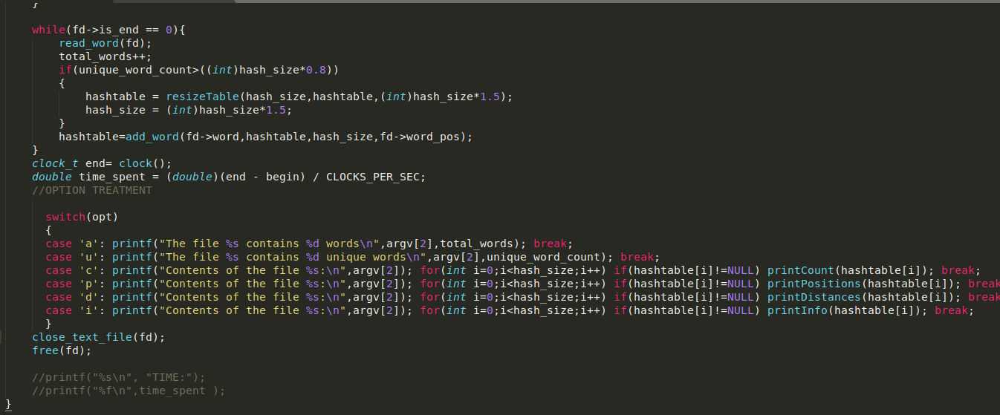 }
while(fd->is_end == 0){
read_word(fd);
total_words++;
if(unique_word_count>((int)hash_size*0.8))
{
hashtable = resizeTable(hash_size,hashtable,(int)hash_size*1.5);
hash_size = (int)hash_size*1.5;
}
hashtable=add_word(fd->word,hashtable,hash_size,fd->word_pos);
}
clock_t end= clock();
double time_spent = (double)(end - begin) / CLOCKS_PER_SEC;
//OPTION TREATMENT
switch(opt)
{
case 'a': printf("The file %s contains %d words\n",argv[2],total_words); break;
case 'u': printf("The file %s contains %d unique words\n",argv[2],unique_word_count); break;
case 'c': printf("Contents of the file %s:\n",argv[2]); for(int i=0;i<hash_size;i++) if(hashtable[i]!=NULL) printCount(hashtable[i]); break;
case 'p': printf("Contents of the file %s:\n",argv[2]); for(int i=0;i<hash_size;i++) if(hashtable[i]!=NULL) printPositions(hashtable[i]); break
case 'd': printf("Contents of the file %s:\n",argv[2]); for(int i=0;i<hash_size;i++) if(hashtable[i]!=NULL) printDistances(hashtable[i]); break
case 'i': printf("Contents of the file %s:\n",argv[2]); for(int i=0;i<hash_size;i++) if(hashtable[i]!=NULL) printInfo(hashtable[i]); break;
}
close_text_file(fd);
free(fd);
//printf("%s\n", "TIME:");
//printf("%f\n",time_spent );
}